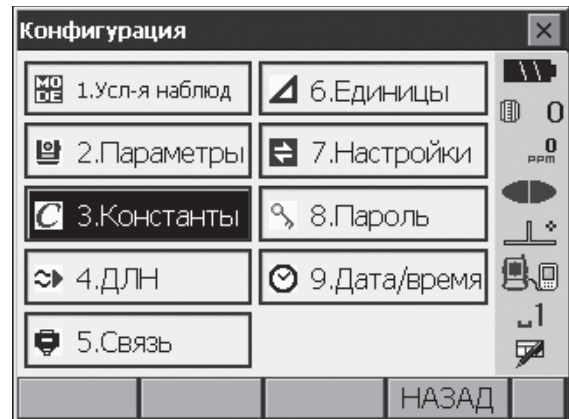 Конфигурация
MODE 1.Усл-я наблюд
2.Параметры
C 3.Константы
4.ДЛН
5.Связь
6.Единицы
7.Настройки
8.Пароль
9.Дата/время
0
0
PPM
1
НАЗАД